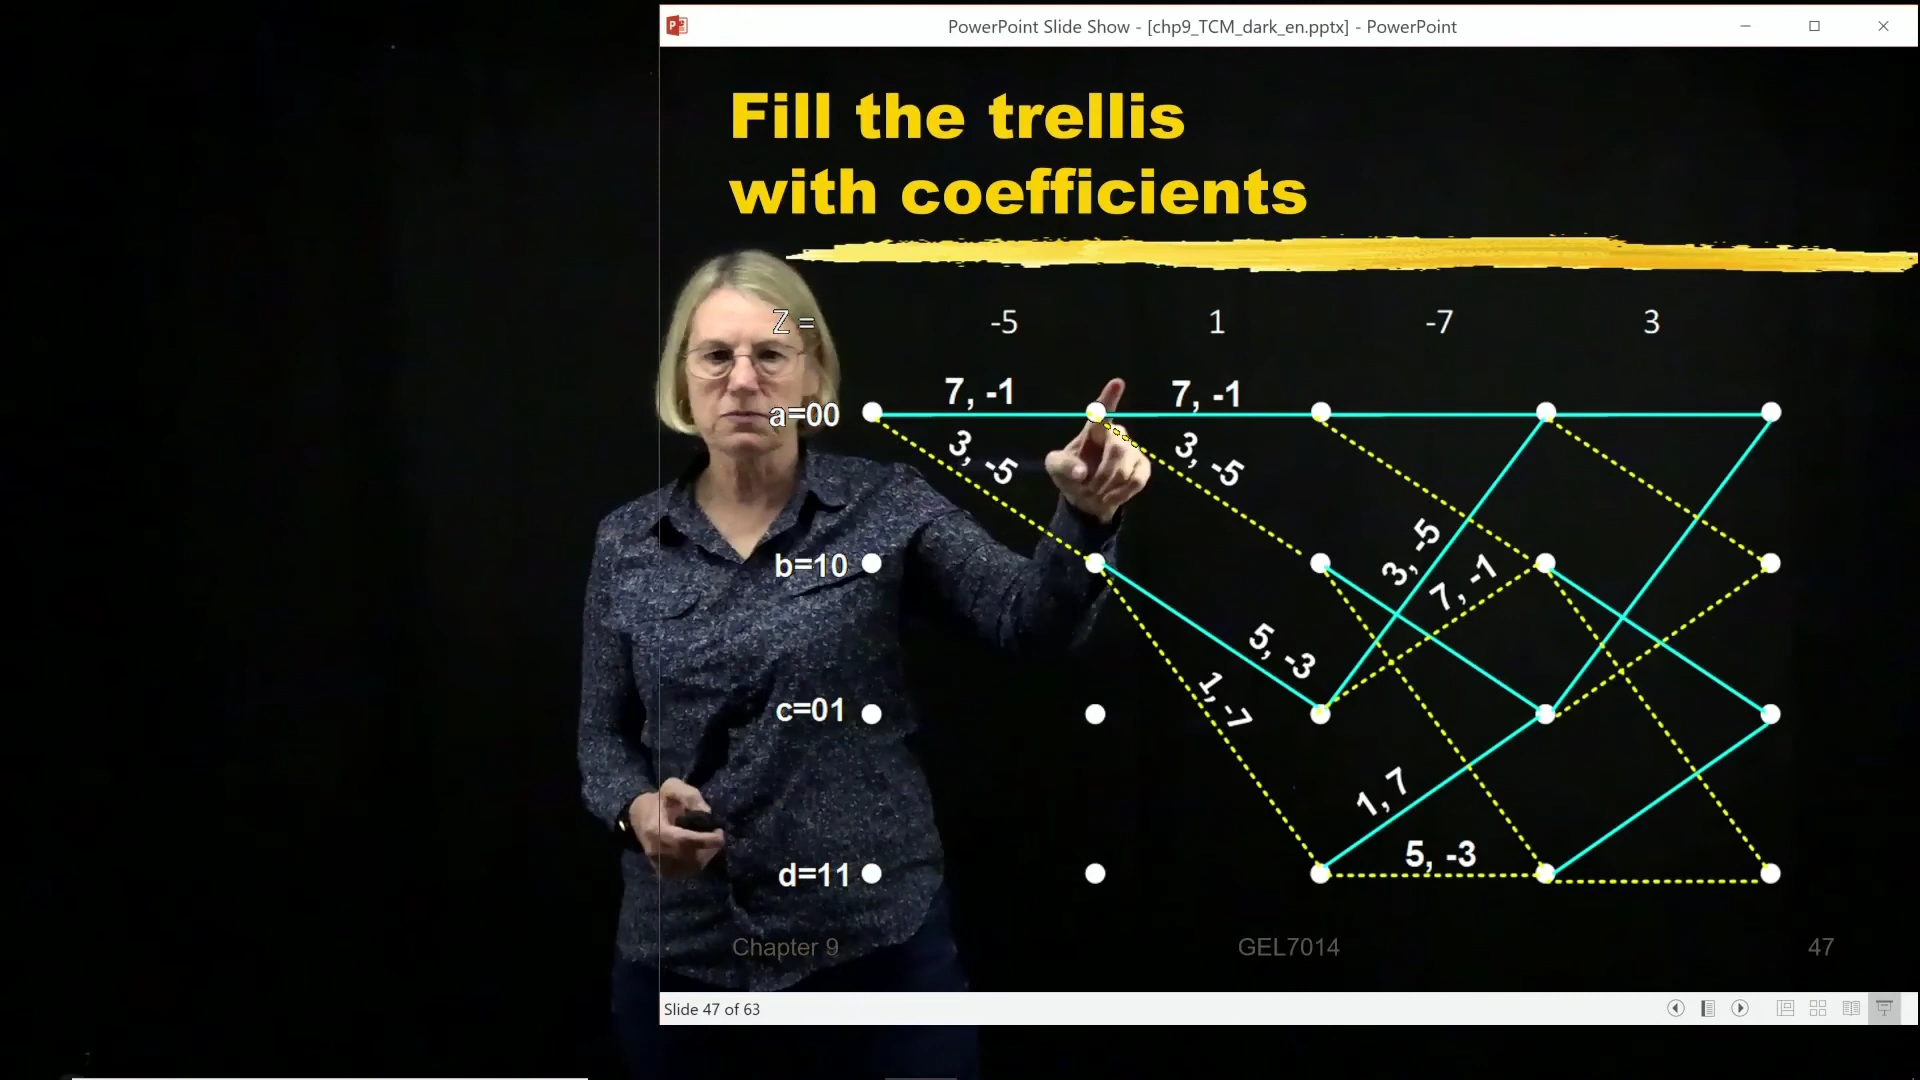 PowerPoint Slide Show - [chp9_TCM_dark_en.pptx] - PowerPoint
Fill the trellis
with coefficients
Z = -5 1 -7 3
7, -1 7, -1
a=00
3, -5 3, -5
3, -5
7, -1
b=10
5, -3
1, -7
c=01
1, 7
5, -3
d=11
Chapter 9 GEL7014 47
Slide 47 of 63